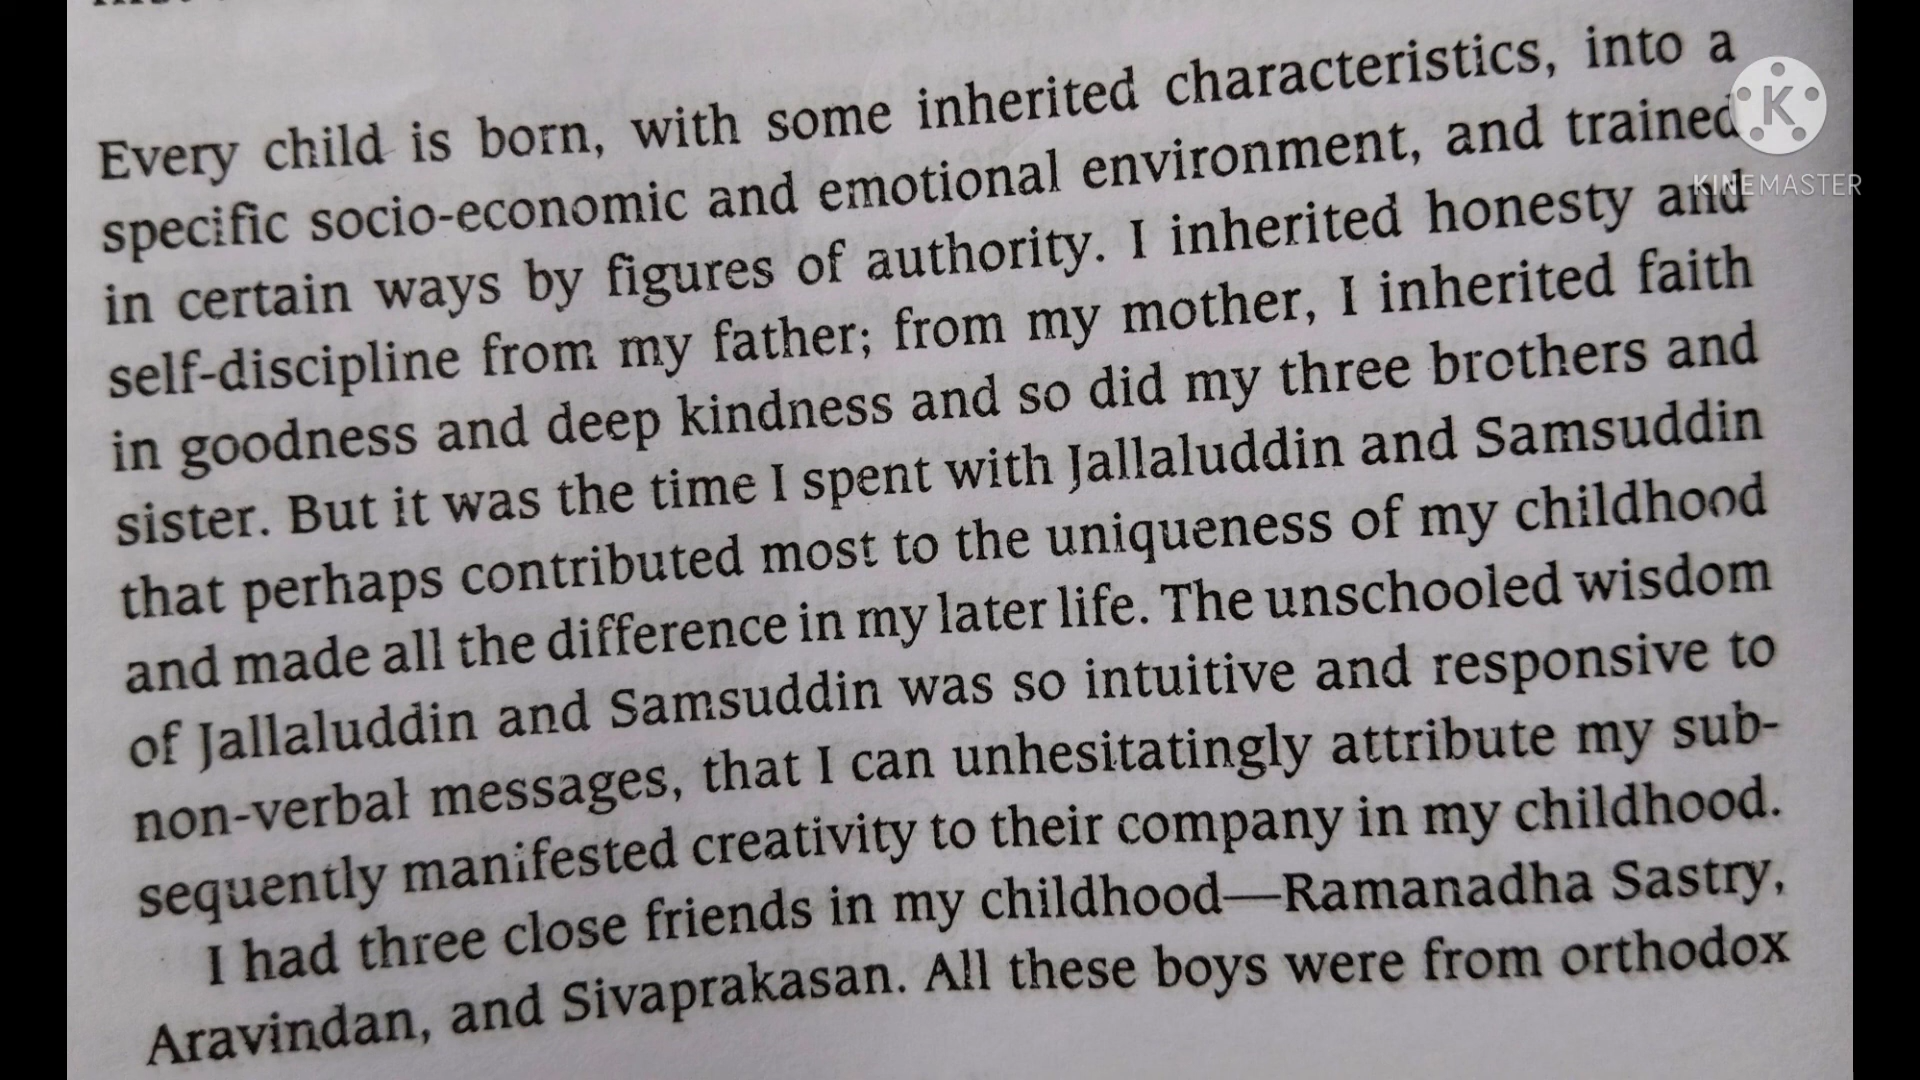 Every child is born, with some inherited characteristics, into a
specific socio-economic and emotional environment, and trained
in certain ways by figures of authority. I inherited honesty and
self-discipline from my father; from my mother, I inherited faith
in goodness and deep kindness and so did my three brothers and
sister. But it was the time I spent with Jallaluddin and Samsuddin
that perhaps contributed most to the uniqueness of my childhood
and made all the difference in my later life. The unschooled wisdom
of Jallaluddin and Samsuddin was so intuitive and responsive to
non-verbal messages, that I can unhesitatingly attribute my sub-
sequently manifested creativity to their company in my childhood.
I had three close friends in my childhood—Ramanadha Sastry,
Aravindan, and Sivaprakasan. All these boys were from orthodox
K
KINEMASTER